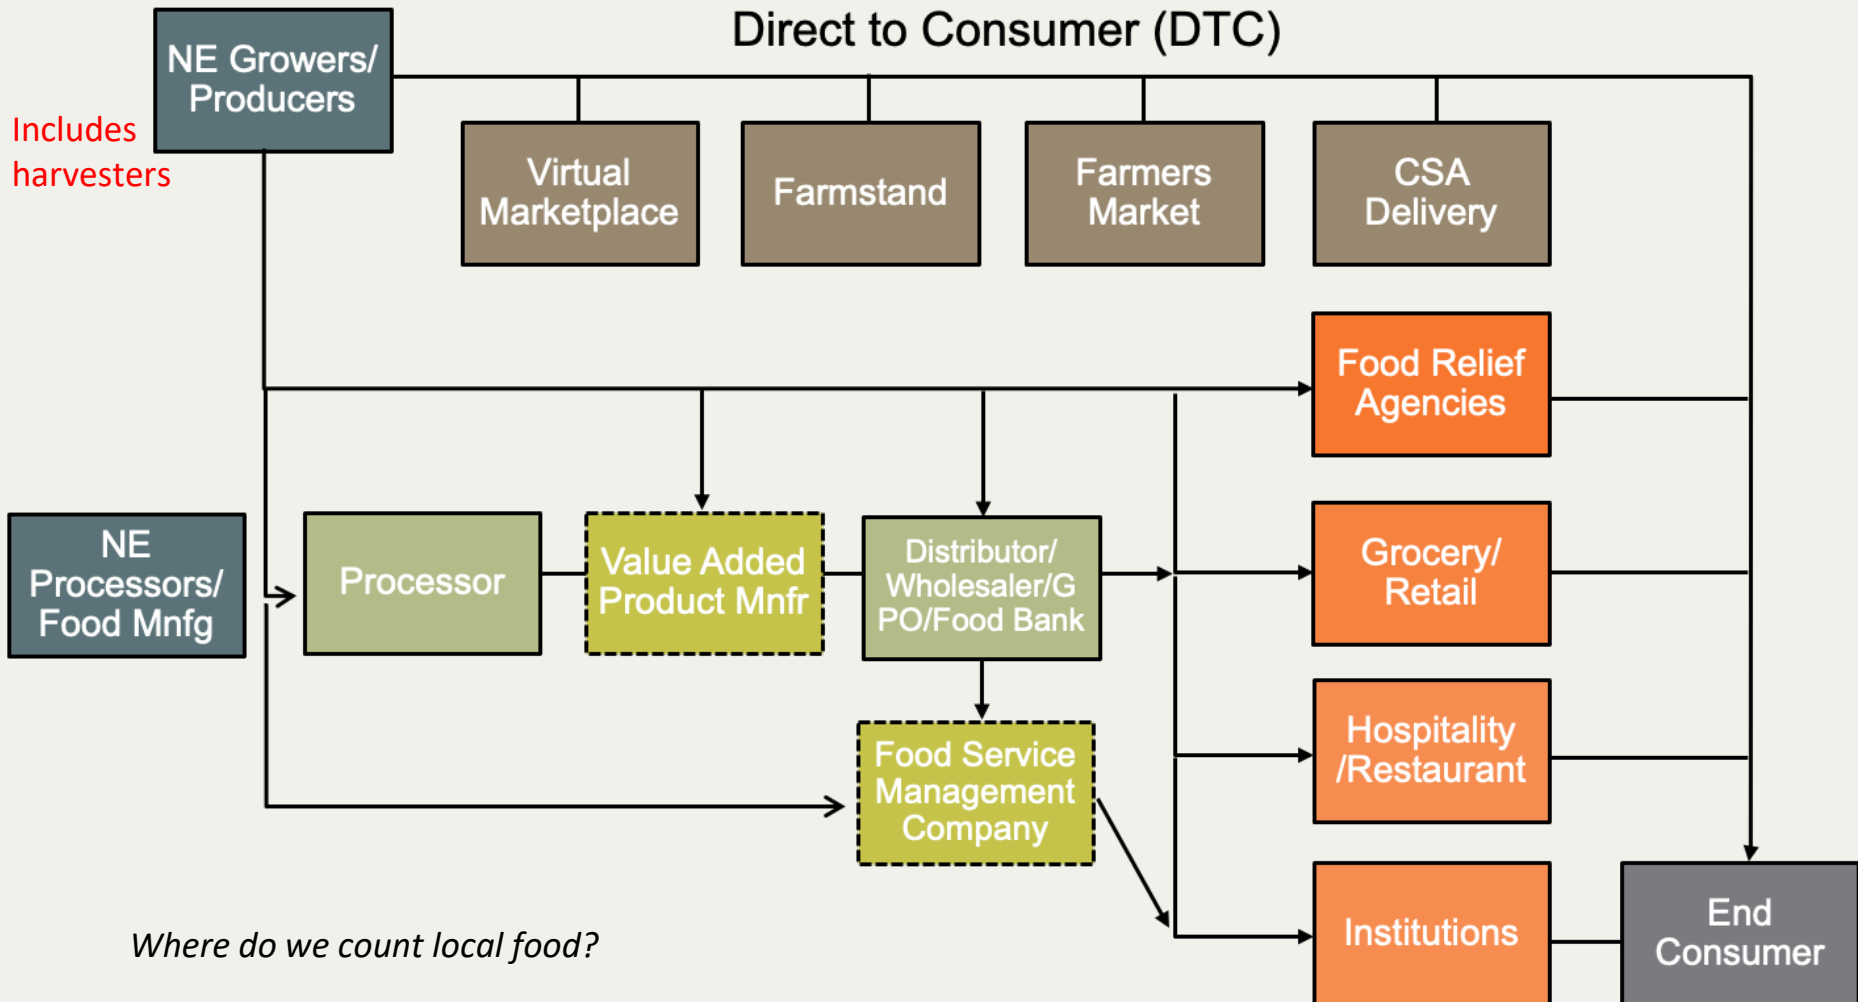 Direct to Consumer (DTC)
NE Growers/
Producers
Includes
harvesters
Virtual
Marketplace
Farmstand
Farmers
Market
CSA
Delivery
Food Relief
Agencies
NE
Processors/
Food Mnfg
Processor
Value Added
Product Mnfr
Distributor/
Wholesaler/G
PO/Food Bank
Grocery/
Retail
Food Service
Management
Company
Hospitality
/Restaurant
Institutions
End
Consumer
Where do we count local food?